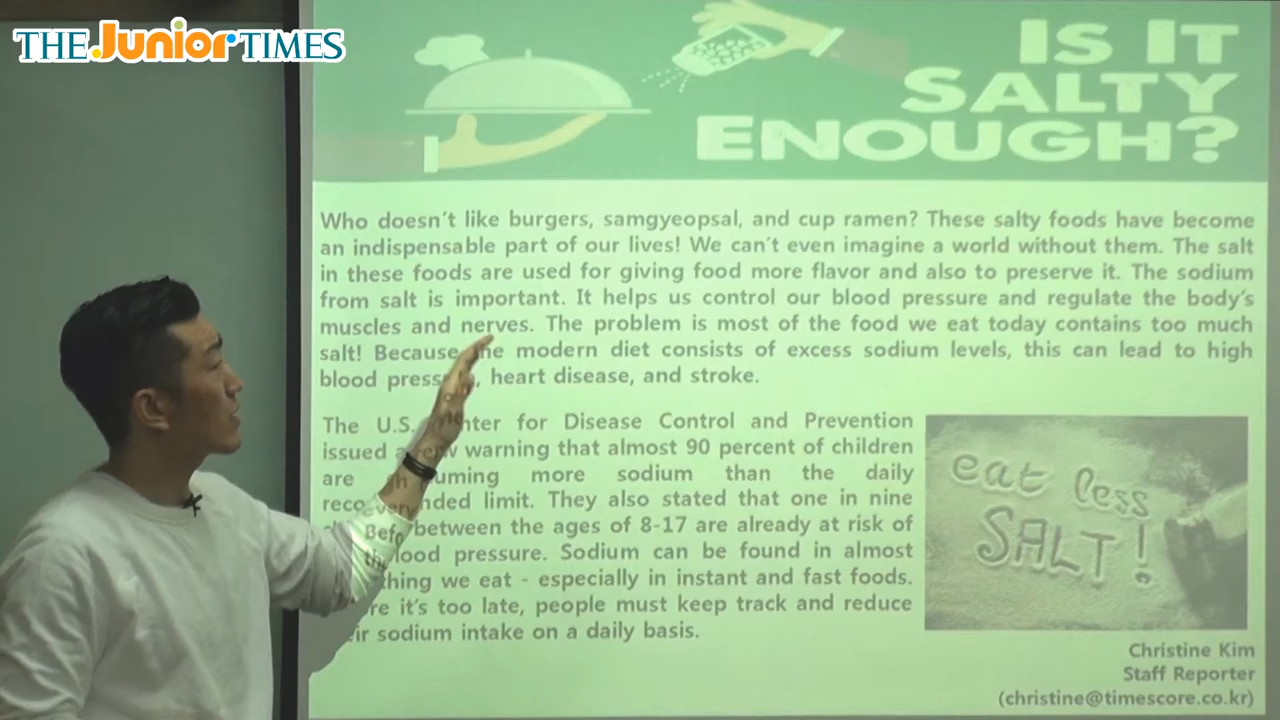 THE Junior TIMES
IS IT
SALTY
ENOUGH?
Who doesn't like burgers, samgyeopsal, and cup ramen? These salty foods have become
an indispensable part of our lives! We can't even imagine a world without them. The salt
in these foods are used for giving food more flavor and also to preserve it. The sodium
from salt is important. It helps us control our blood pressure and regulate the body's
muscles and nerves. The problem is most of the food we eat today contains too much
salt! Because the modern diet consists of excess sodium levels, this can lead to high
blood heart disease, and stroke.
The U.S. for Disease Control and Prevention
issued warning that almost 90 percent of children
are more sodium than the daily
limit. They also stated that one in nine
between the ages of 8-17 are already at risk of
pressure. Sodium can be found in almost
we eat - especially in instant and fast foods.
it's too late, people must keep track and reduce
sodium intake on a daily basis.
eat less
SALT!
Christine Kim
Staff Reporter
(christine@timescore.co.kr)